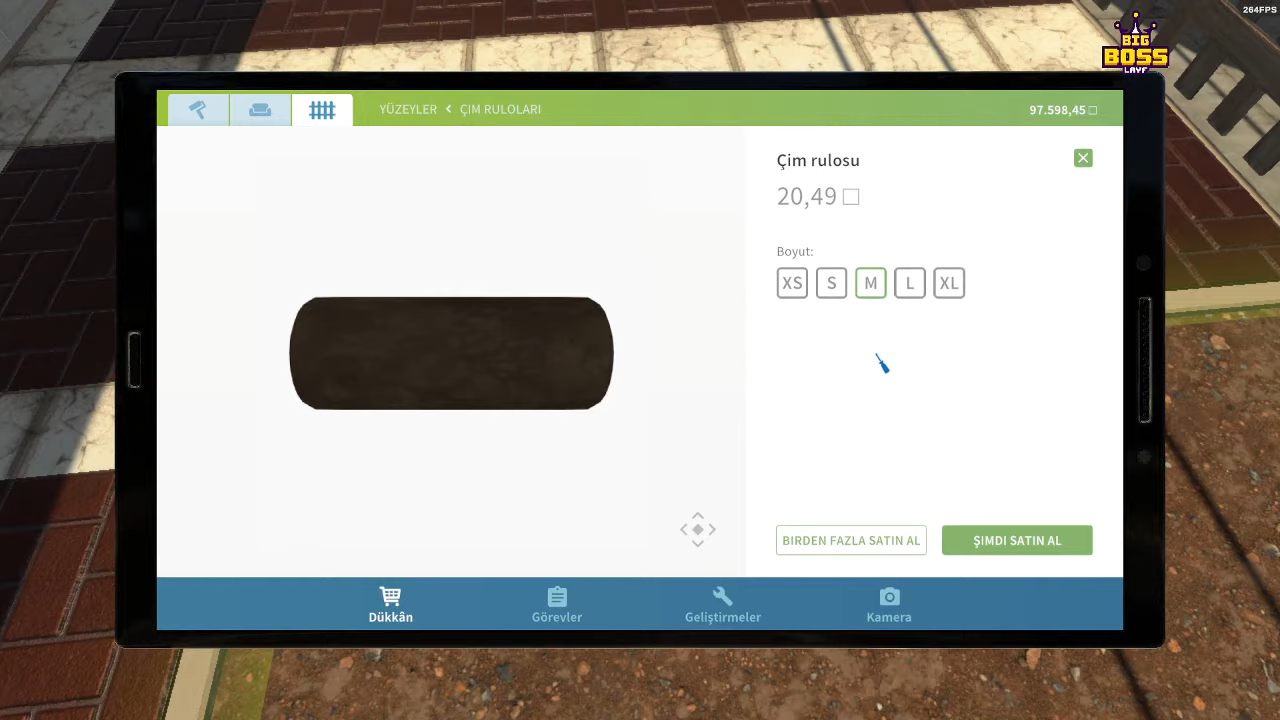 264FPS
BIG
BOSS
LAYF
YÜZEYLER < ÇIM RULOLARI
97.598,45 □
Çim rulosu
20,49 □
Boyut:
XS S M L XL
BIRDEN FAZLA SATIN AL
ŞIMDI SATIN AL
Dükkân
Görevler
Geliştirmeler
Kamera